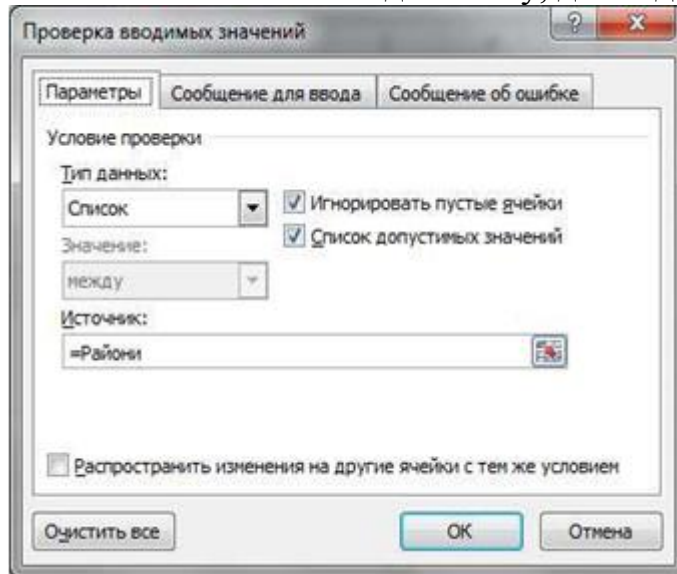 Проверка вводимых значений
Параметры Сообщение для ввода Сообщение об ошибке
Условие проверки
Тип данных:
Список
Игнорировать пустые ячейки
Список допустимых значений
Значение:
между
Источник:
=Райони
Распространить изменения на другие ячейки с тем же условием
Очистить все ОК Отмена